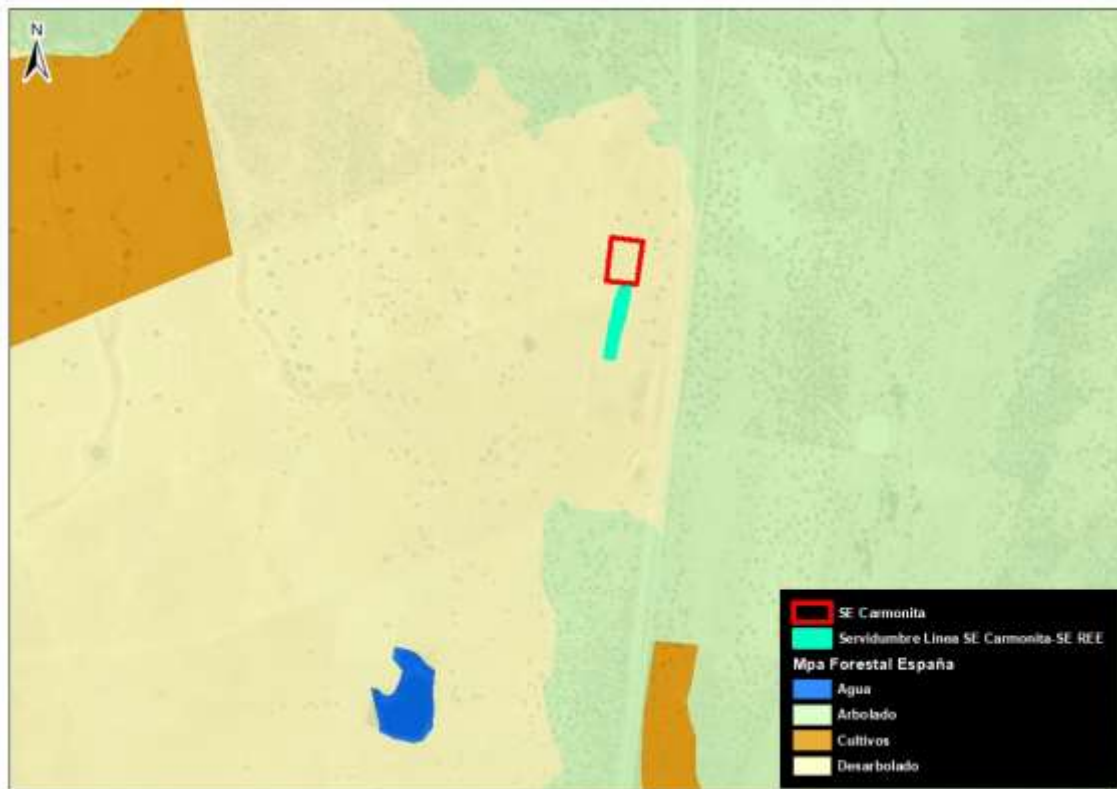 N
SE Carmonita
Servidumbre Línea SE Carmonita-SE REE
Mpa Forestal España
Agua
Arbolado
Cultivos
Desarbolado